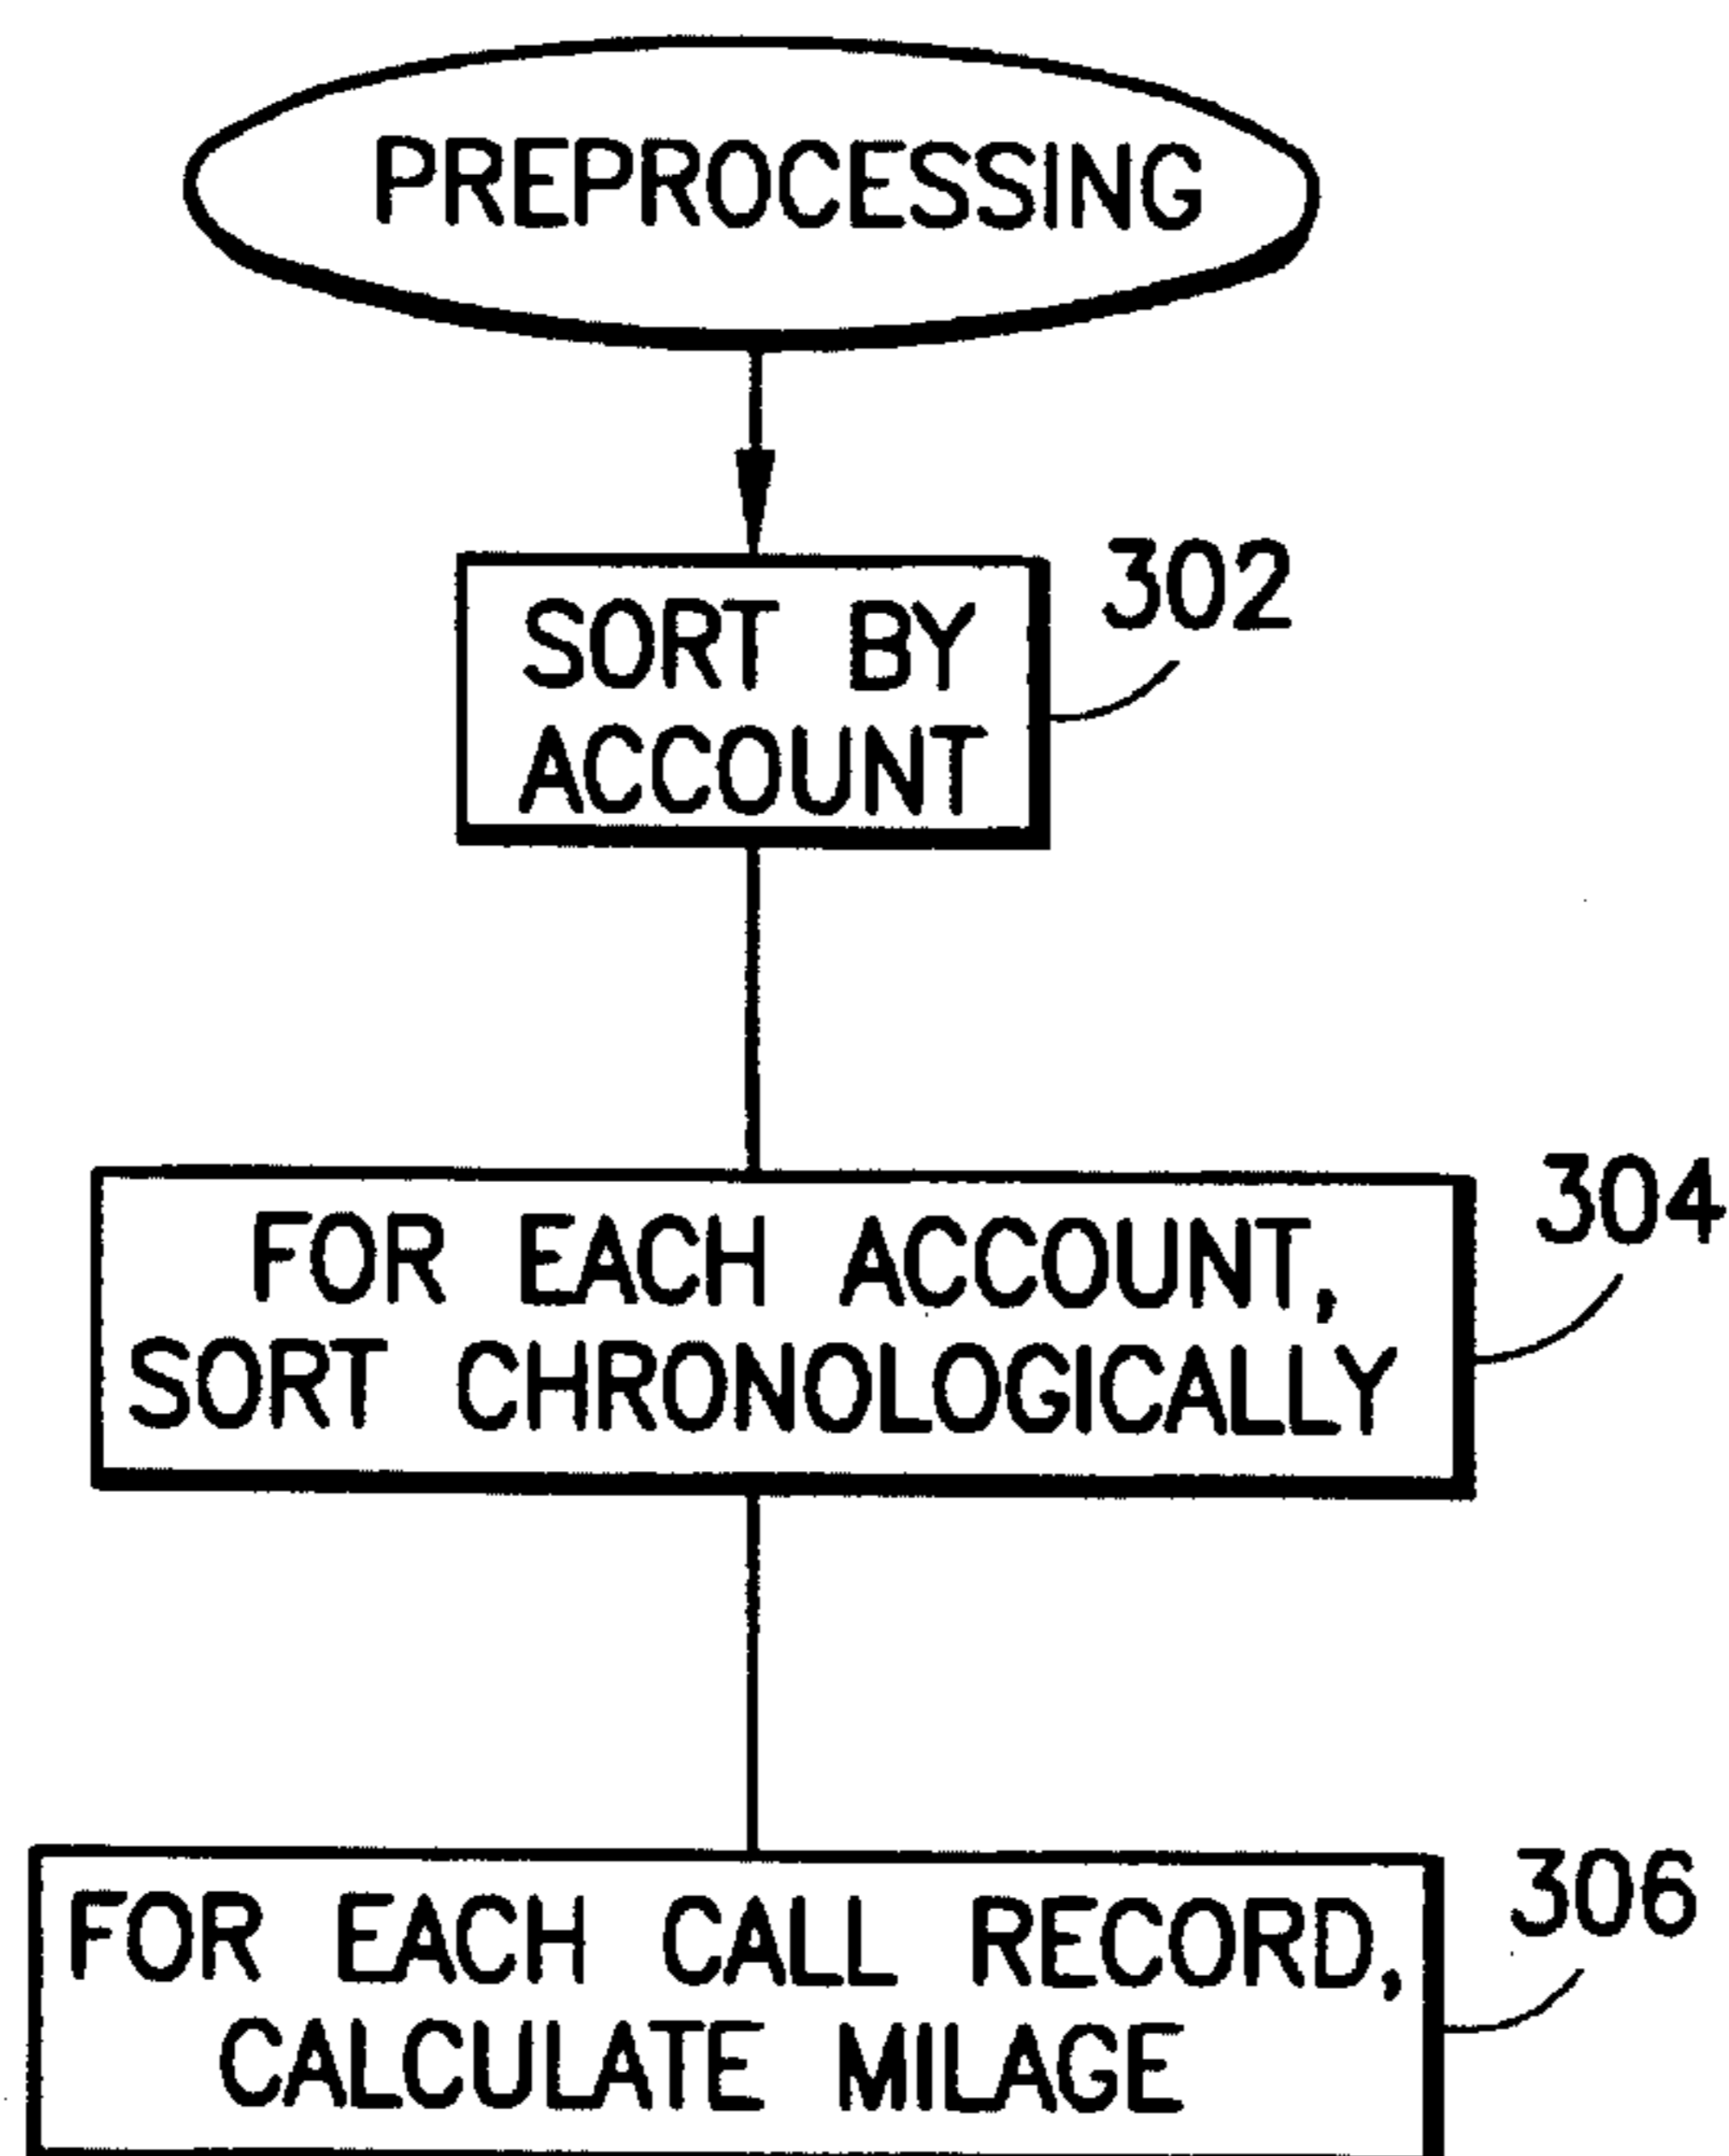 PREPROCESSING
302
SORT BY
ACCOUNT
304
FOR EACH ACCOUNT,
SORT CHRONOLOGICALLY
306
FOR EACH CALL RECORD,
CALCULATE MILAGE